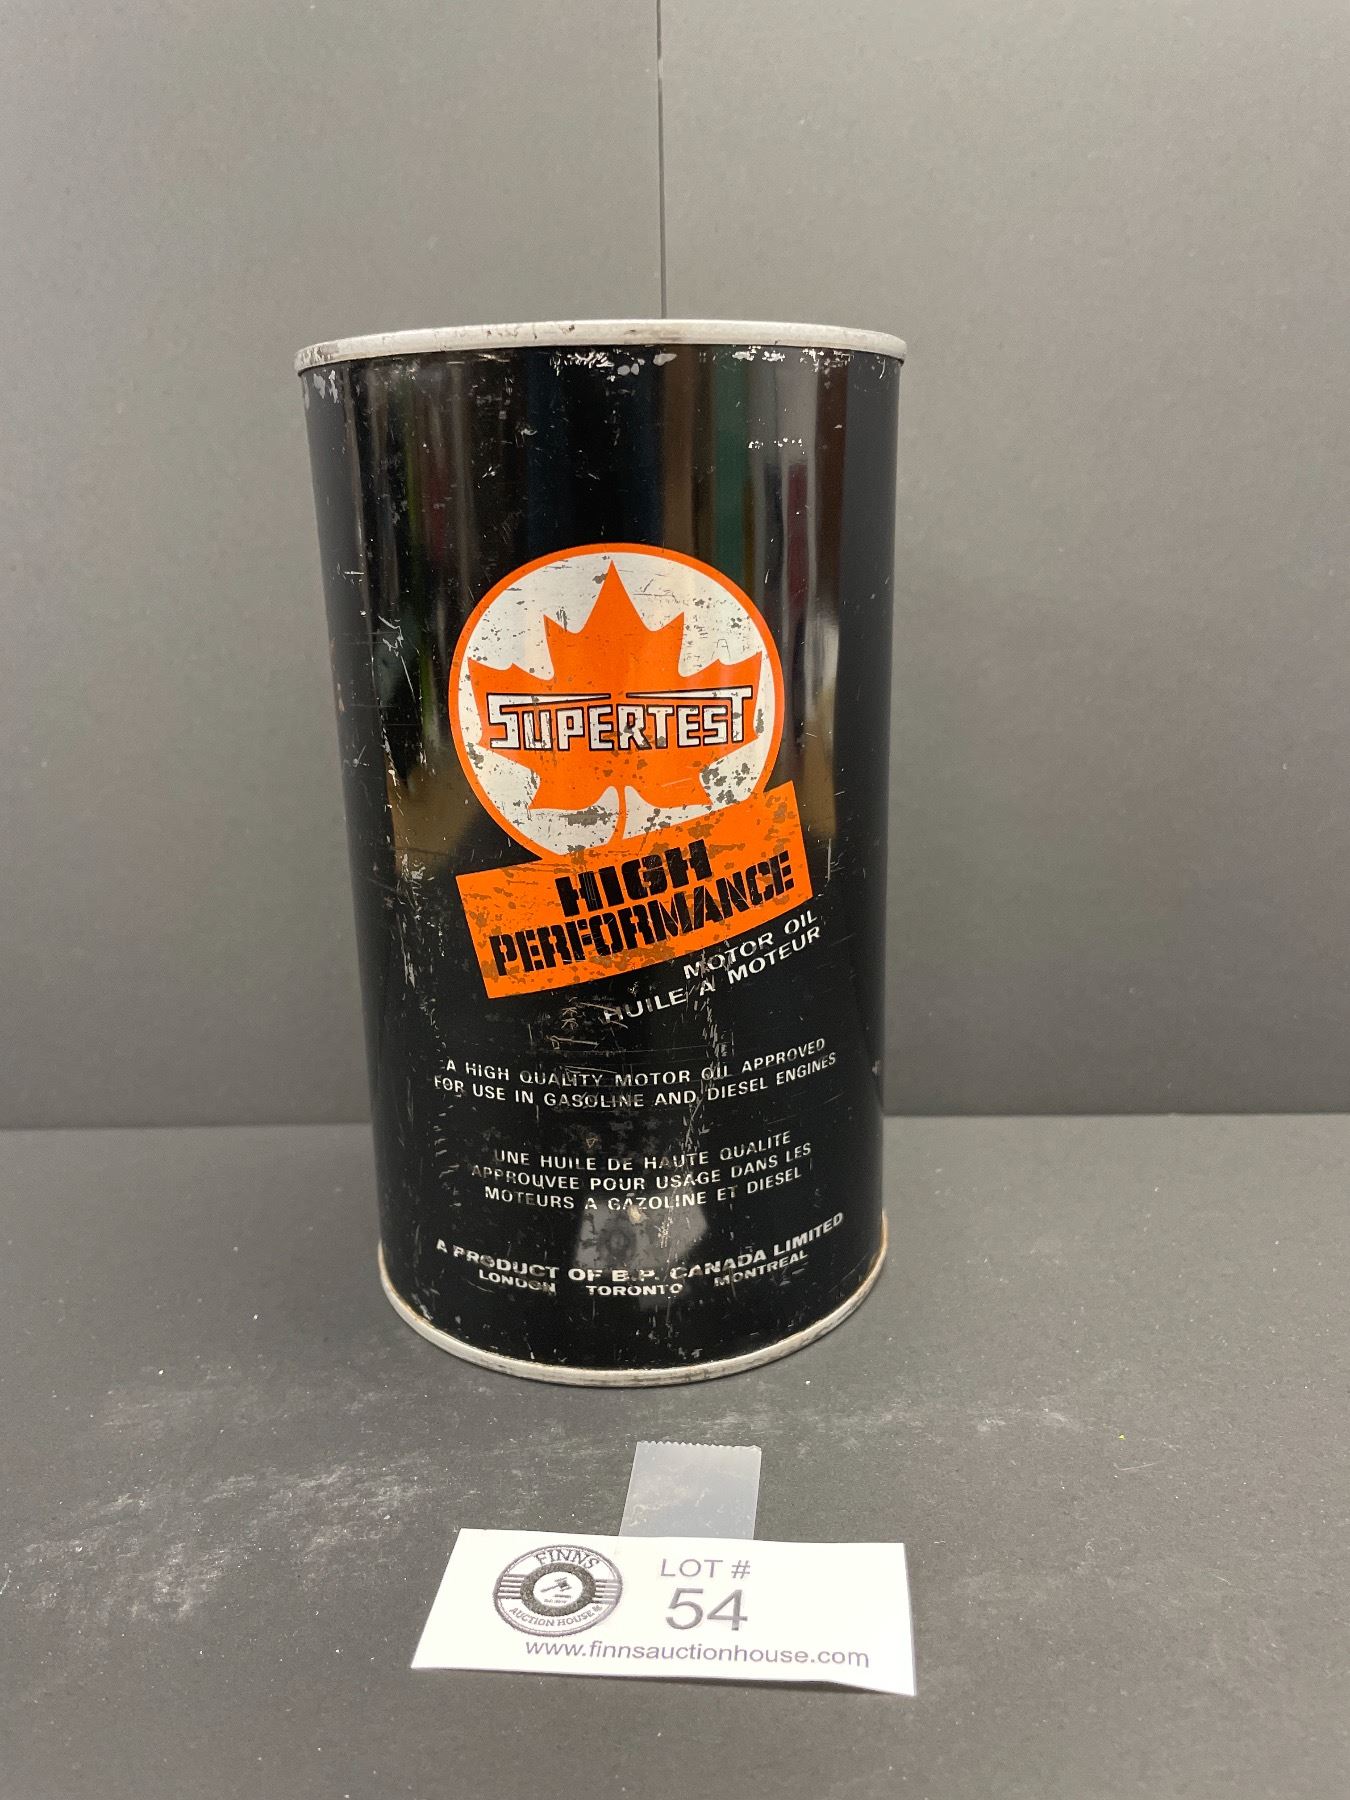 SUPERTEST
HIGH
PERFORMANCE
MOTOR OIL
HUILE A MOTEUR
A HIGH QUALITY MOTOR OIL APPROVED
FOR USE IN GASOLINE AND DIESEL ENGINES
UNE HUILE DE HAUTE QUALITE
APPROUVEE POUR USAGE DANS LES
MOTEURS A GAZOLINE ET DIESEL
A PRODUCT OF B.P. CANADA LIMITED
LONDON TORONTO MONTREAL
FINNS
AUCTION HOUSE
LOT #
54
www.finnsauctionhouse.com